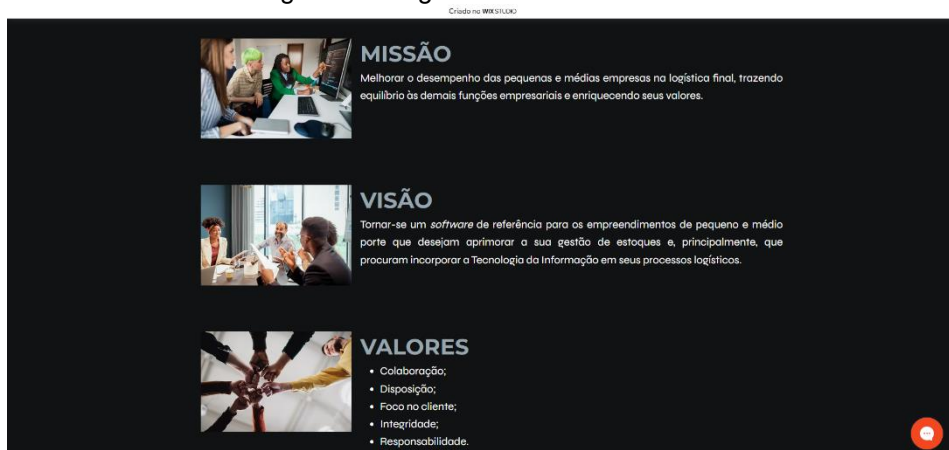 Criado no WIX STUDIO
MISSÃO
Melhorar o desempenho das pequenas e médias empresas na logística final, trazendo
equilíbrio às demais funções empresariais e enriquecendo seus valores.
VISÃO
Tornar-se um software de referência para os empreendimentos de pequeno e médio
porte que desejam aprimorar a sua gestão de estoques e, principalmente, que
procuram incorporar a Tecnologia da Informação em seus processos logísticos.
VALORES
• Colaboração;
• Disposição;
• Foco no cliente;
• Integridade;
• Responsabilidade.